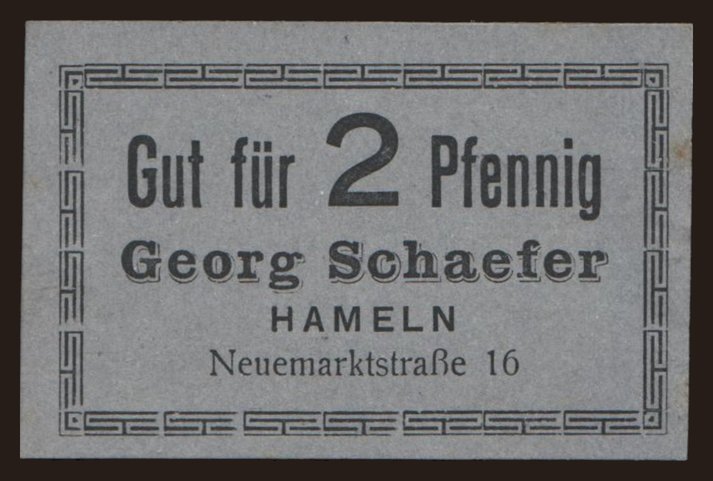 Gut für 2 Pfennig
Georg Schaefer
HAMELN
Neuemarktstraße 16